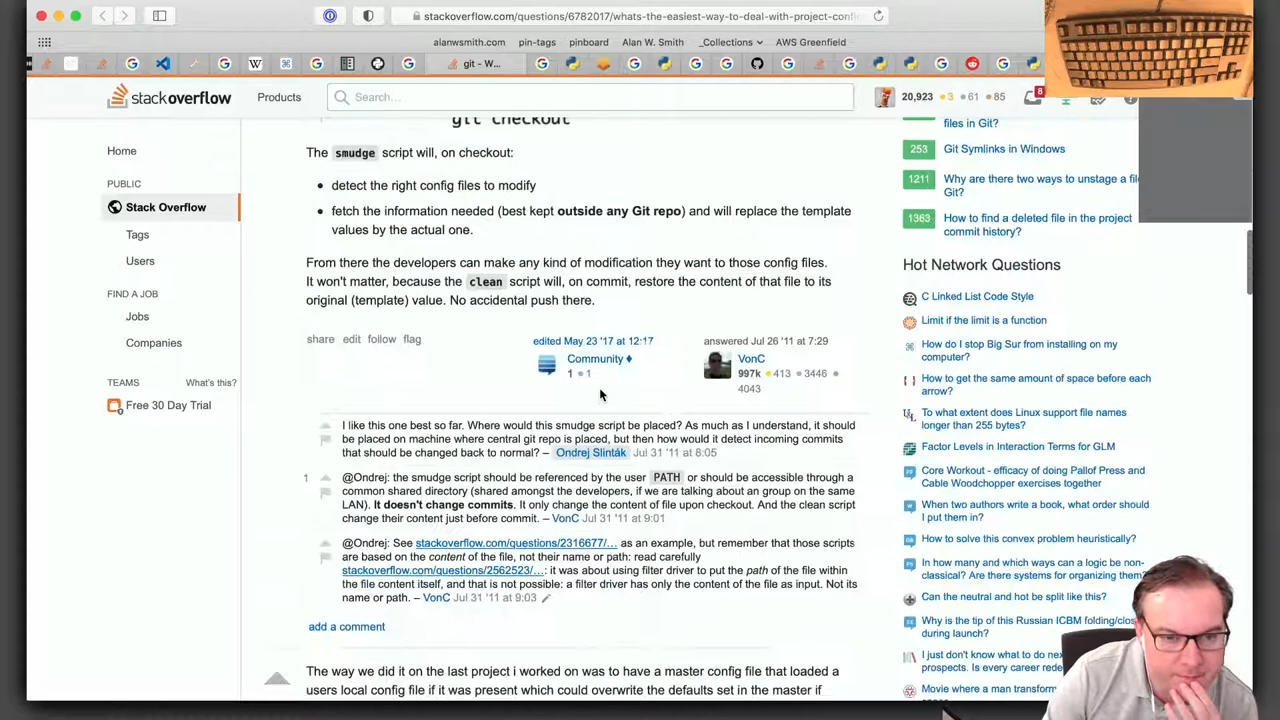 stackoverflow.com/questions/6782017/whats-the-easiest-way-to-deal-with-project-conf
alanwsmith.com pin-tags pinboard Alan W. Smith _Collections AWS Greenfield
git - W...
stackoverflow Products Search... 20,923 3 61 85 8
Home
PUBLIC
Stack Overflow
Tags
Users
FIND A JOB
Jobs
Companies
TEAMS What's this?
Free 30 Day Trial
git checkout
The smudge script will, on checkout:
• detect the right config files to modify
• fetch the information needed (best kept outside any Git repo) and will replace the template
values by the actual one.
From there the developers can make any kind of modification they want to those config files.
It won't matter, because the clean script will, on commit, restore the content of that file to its
original (template) value. No accidental push there.
share edit follow flag
edited May 23 '17 at 12:17
Community ♦
1 1
answered Jul 26 '11 at 7:29
VonC
997k 413 3446
4043
I like this one best so far. Where would this smudge script be placed? As much as I understand, it should
be placed on machine where central git repo is placed, but then how would it detect incoming commits
that should be changed back to normal? – Ondrej Slinták Jul 31 '11 at 8:05
1 @Ondrej: the smudge script should be referenced by the user PATH or should be accessible through a
common shared directory (shared amongst the developers, if we are talking about an group on the same
LAN). It doesn't change commits. It only change the content of file upon checkout. And the clean script
change their content just before commit. – VonC Jul 31 '11 at 9:01
@Ondrej: See stackoverflow.com/questions/2316677/... as an example, but remember that those scripts
are based on the content of the file, not their name or path: read carefully
stackoverflow.com/questions/2562523/...: it was about using filter driver to put the path of the file within
the file content itself, and that is not possible: a filter driver has only the content of the file as input. Not its
name or path. – VonC Jul 31 '11 at 9:03
add a comment
The way we did it on the last project i worked on was to have a master config file that loaded a
users local config file if it was present which could overwrite the defaults set in the master if
files in Git?
253 Git Symlinks in Windows
1211 Why are there two ways to unstage a fil
Git?
1363 How to find a deleted file in the project
commit history?
Hot Network Questions
C Linked List Code Style
Limit if the limit is a function
How do I stop Big Sur from installing on my
computer?
How to get the same amount of space before each
arrow?
To what extent does Linux support file names
longer than 255 bytes?
Factor Levels in Interaction Terms for GLM
Core Workout - efficacy of doing Pallof Press and
Cable Woodchopper exercises together
When two authors write a book, what order should
I put them in?
How to solve this convex problem heuristically?
In how many and which ways can a logic be non-
classical? Are there systems for organizing them?
Can the neutral and hot be split like this?
Why is the tip of this Russian ICBM folding/clos
during launch?
I just don't know what to do nex
prospects. Is every career rede
Movie where a man transform